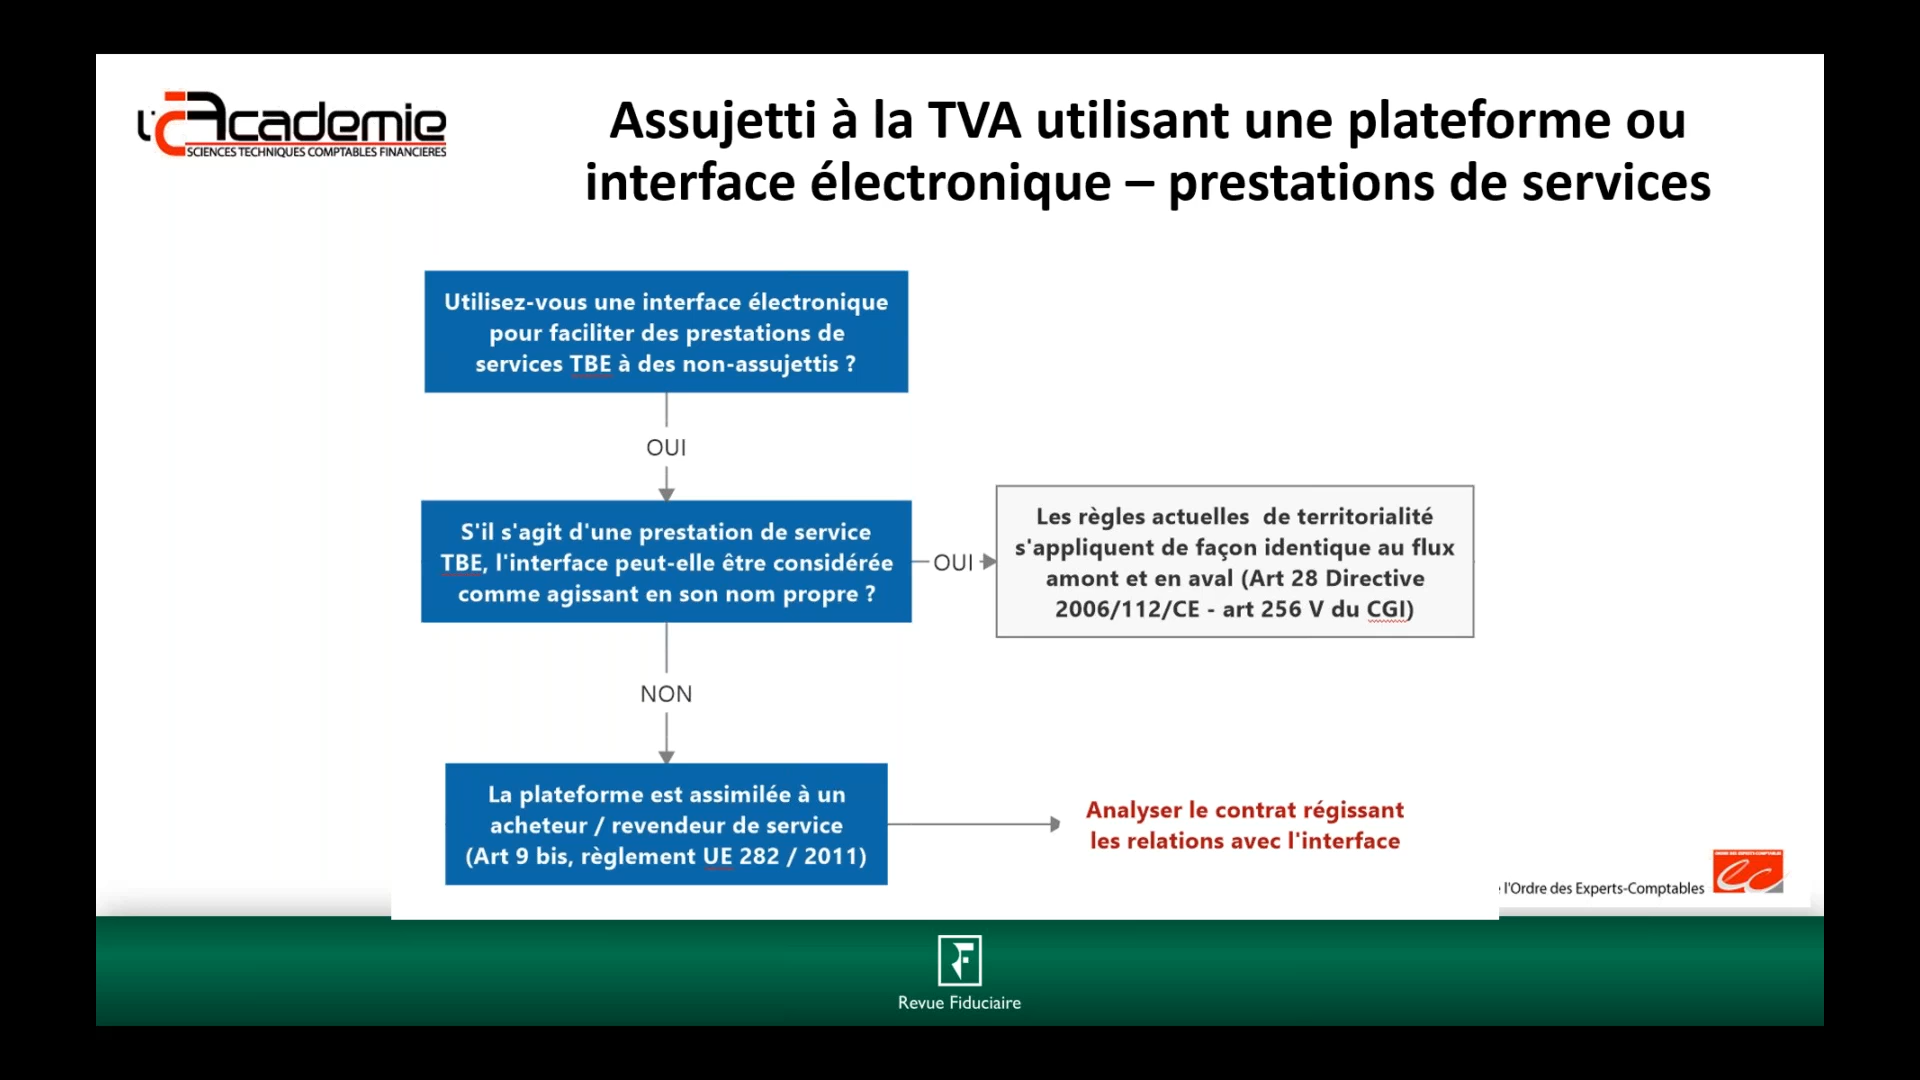 l'Academie
SCIENCES TECHNIQUES COMPTABLES FINANCIERES
Assujetti à la TVA utilisant une plateforme ou
interface électronique – prestations de services
Utilisez-vous une interface électronique
pour faciliter des prestations de
services TBE à des non-assujettis ?
OUI
S'il s'agit d'une prestation de service
TBE, l'interface peut-elle être considérée
comme agissant en son nom propre ?
OUI
Les règles actuelles de territorialité
s'appliquent de façon identique au flux
amont et en aval (Art 28 Directive
2006/112/CE - art 256 V du CGI)
NON
La plateforme est assimilée à un
acheteur / revendeur de service
(Art 9 bis, règlement UE 282 / 2011)
Analyser le contrat régissant
les relations avec l'interface
l'Ordre des Experts-Comptables
ORDRE DES EXPERTS-COMPTABLES
ec
Revue Fiduciaire